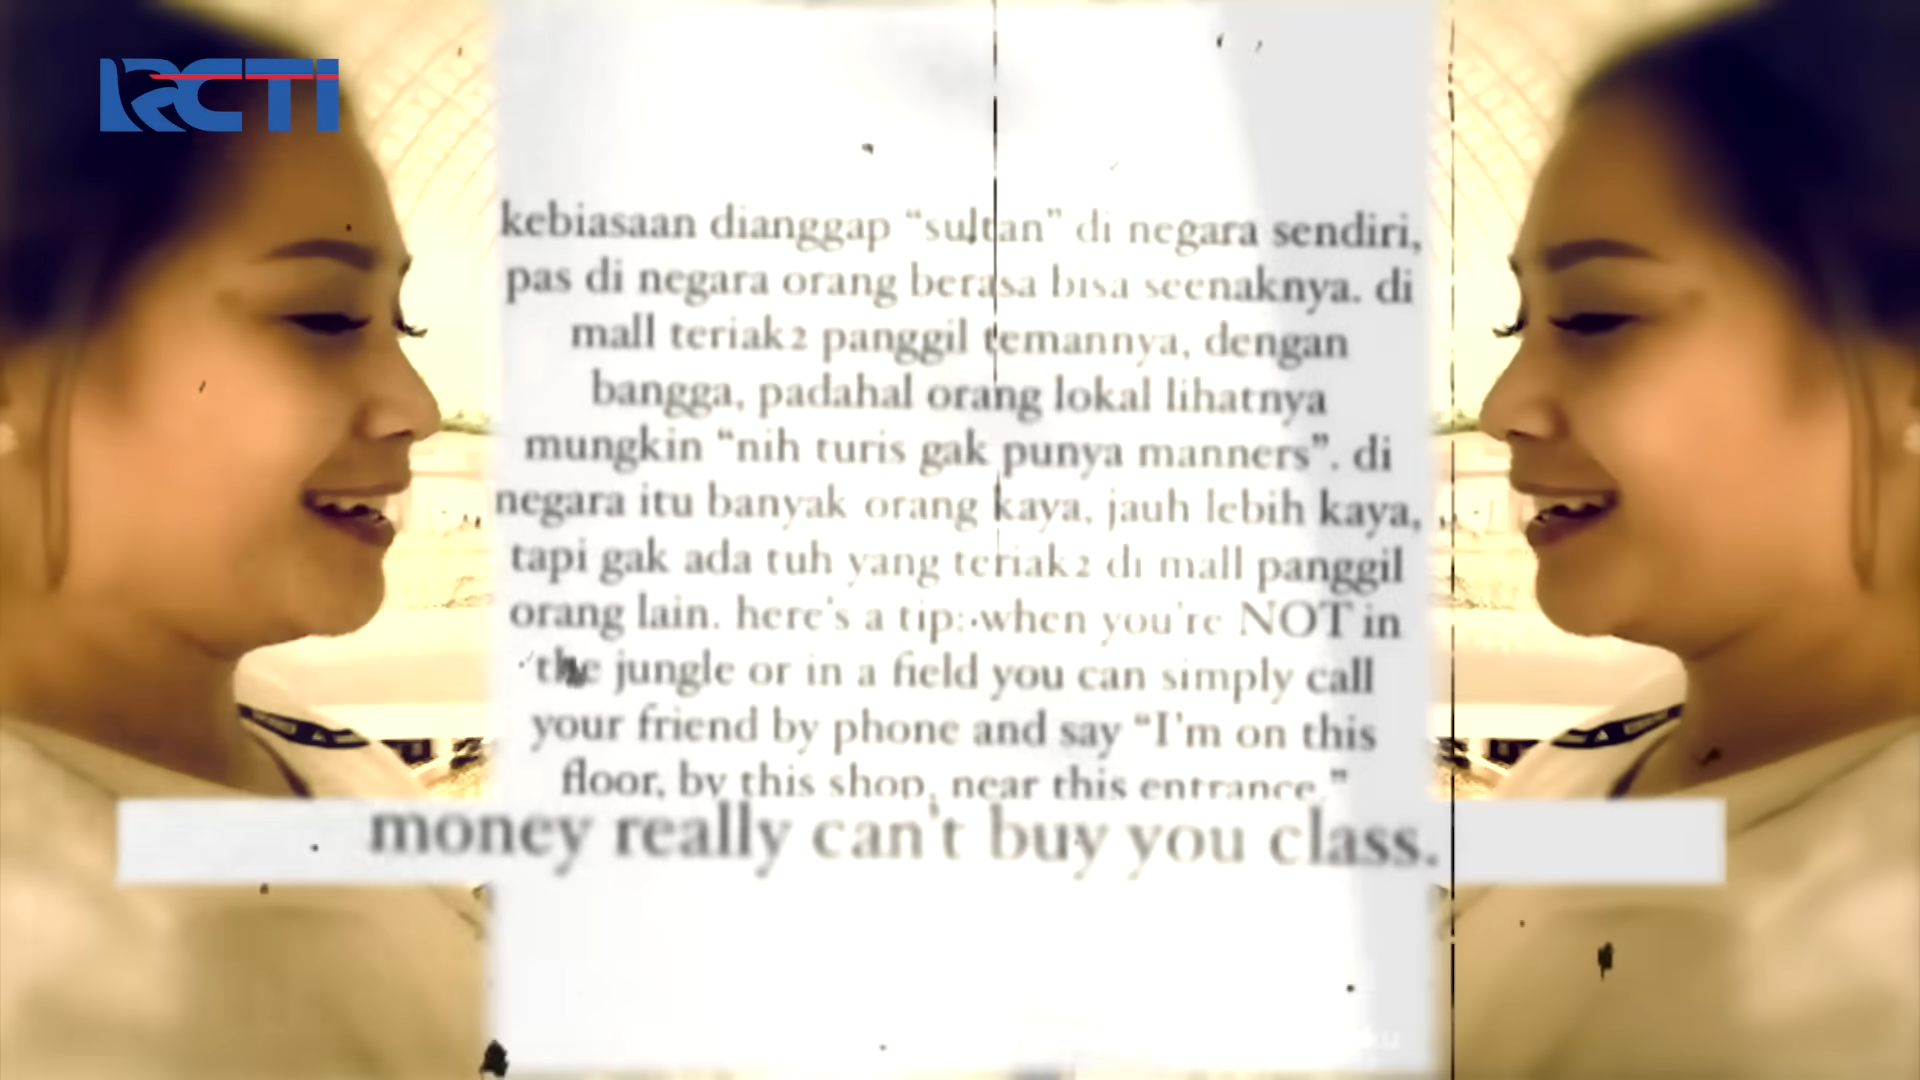 RCTI
kebiasaan dianggap “sultan” di negara sendiri,
pas di negara orang berasa bisa seenaknya. di
mall teriak2 panggil temannya, dengan
bangga, padahal orang lokal lihatnya
mungkin “nih turis gak punya manners”. di
negara itu banyak orang kaya, jauh lebih kaya,
tapi gak ada tuh yang teriak2 di mall panggil
orang lain. here's a tip: when you're NOT in
the jungle or in a field you can simply call
your friend by phone and say “I'm on this
floor, by this shop, near this entrance.”
money really can't buy you class.